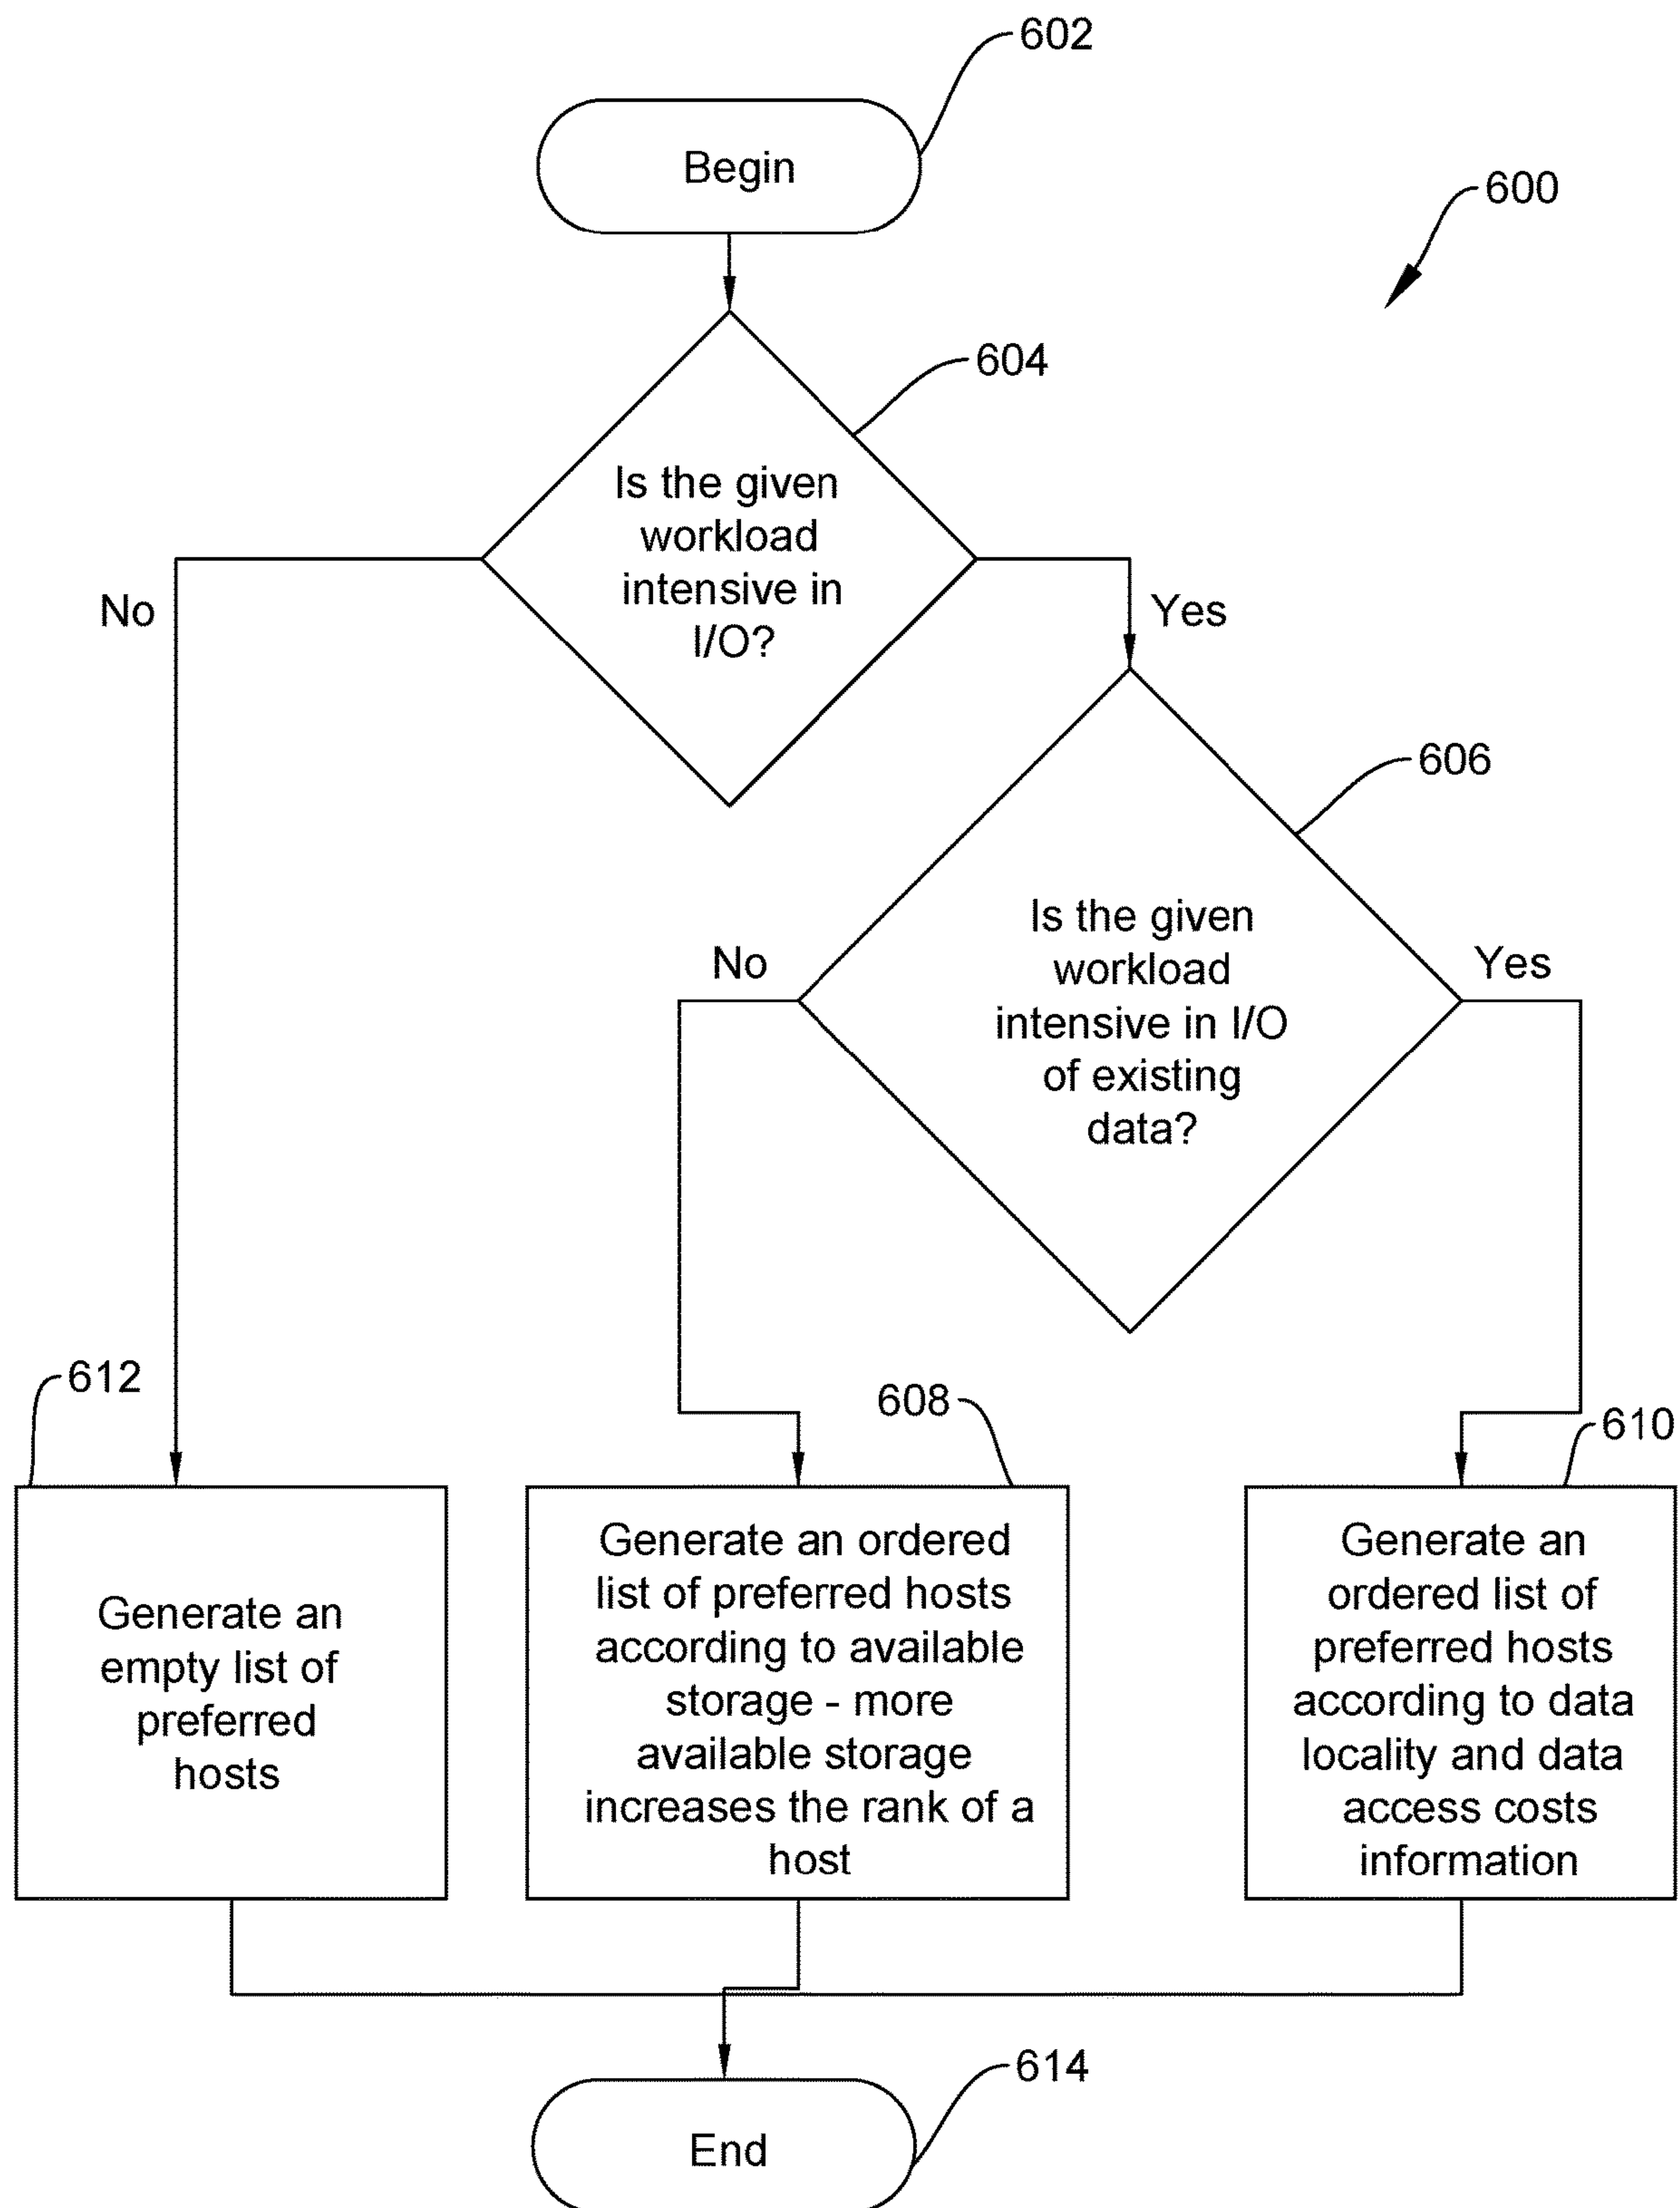 602
Begin
600
604
Is the given
workload
intensive in
I/O?
No
Yes
606
Is the given
workload
intensive in I/O
of existing
data?
No
Yes
612
608
610
Generate an
empty list of
preferred
hosts
Generate an ordered
list of preferred hosts
according to available
storage - more
available storage
increases the rank of a
host
Generate an
ordered list of
preferred hosts
according to data
locality and data
access costs
information
614
End